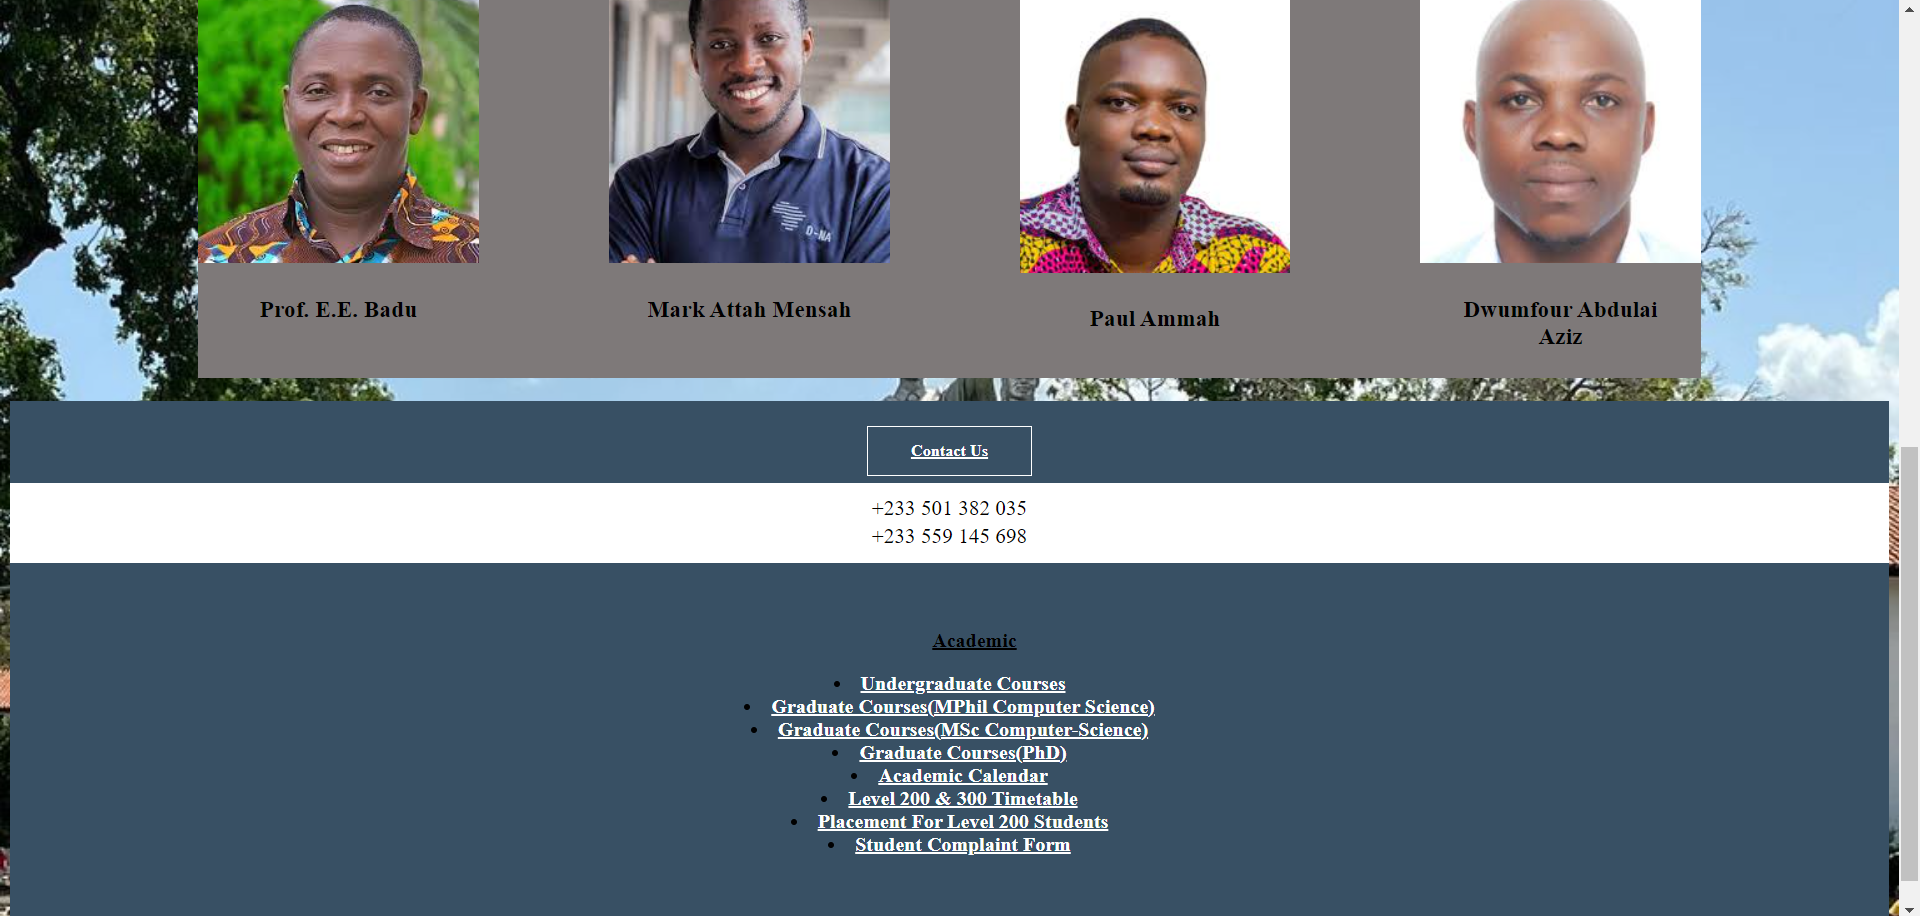 D-NA
Prof. E.E. Badu
Mark Attah Mensah
Paul Ammah
Dwumfour Abdulai
Aziz
Contact Us
+233 501 382 035
+233 559 145 698
Academic
Undergraduate Courses
Graduate Courses(MPhil Computer Science)
Graduate Courses(MSc Computer-Science)
Graduate Courses(PhD)
Academic Calendar
Level 200 & 300 Timetable
Placement For Level 200 Students
Student Complaint Form